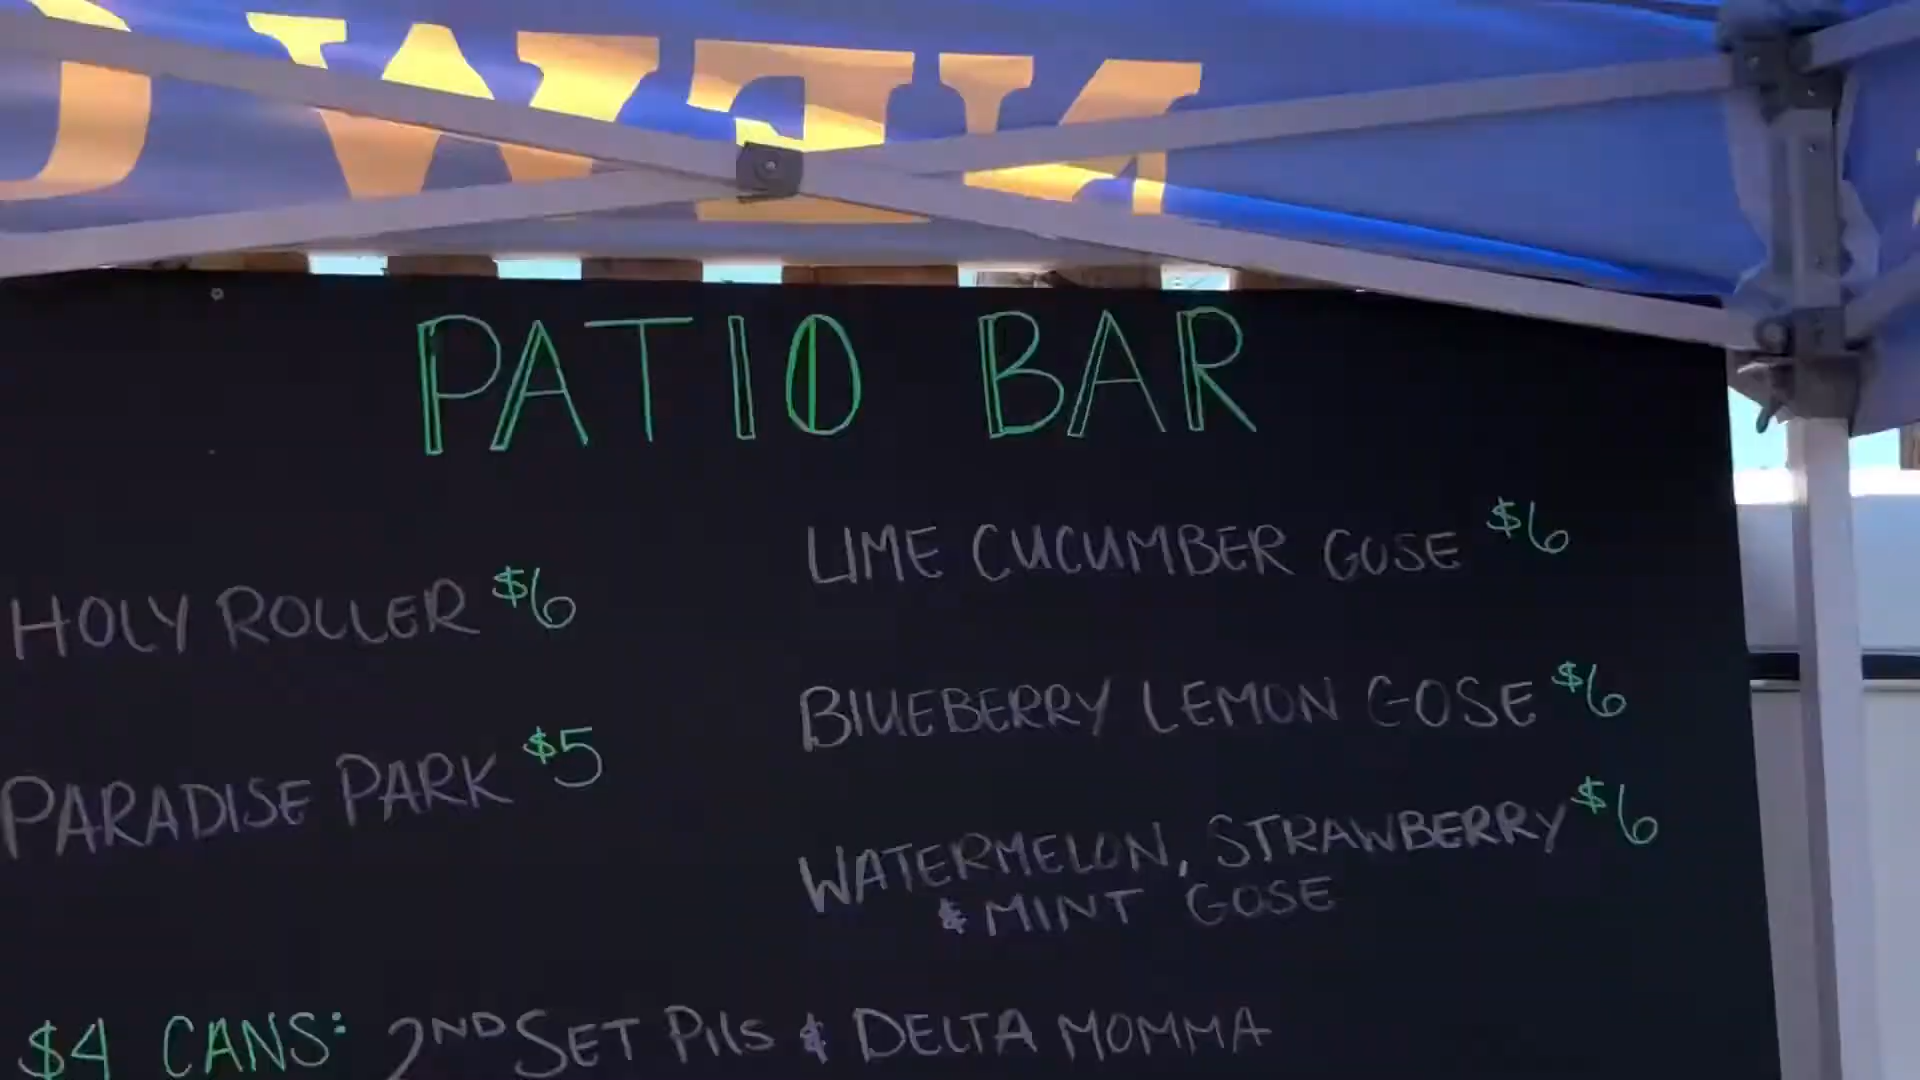 PATIO BAR
HOLY ROLLER $6
PARADISE PARK $5
LIME CUCUMBER GOSE $6
BLUEBERRY LEMON GOSE $6
WATERMELON, STRAWBERRY $6
& MINT GOSE
$4 CANS: 2ND SET PILS & DELTA MOMMA